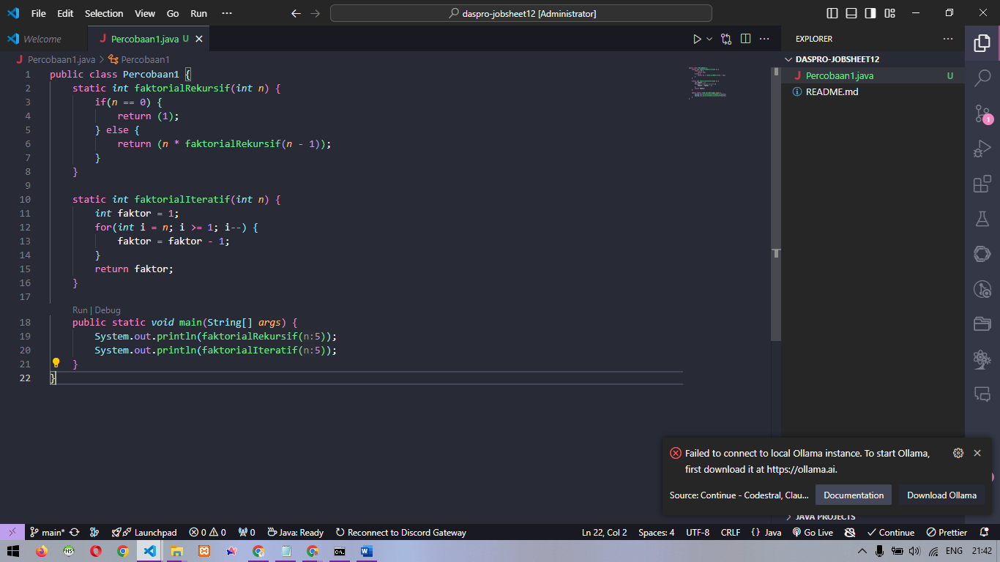 File Edit Selection View Go Run ··· daspro-jobsheet12 [Administrator]
Welcome J Percobaan1.java U
J Percobaan1.java > Percobaan1
1 public class Percobaan1 {
2 static int faktorialRekursif(int n) {
3 if(n == 0) {
4 return (1);
5 } else {
6 return (n * faktorialRekursif(n - 1));
7 }
8 }
9
10 static int faktorialIteratif(int n) {
11 int faktor = 1;
12 for(int i = n; i >= 1; i--) {
13 faktor = faktor - 1;
14 }
15 return faktor;
16 }
17
Run | Debug
18 public static void main(String[] args) {
19 System.out.println(faktorialRekursif(n:5));
20 System.out.println(faktorialIteratif(n:5));
21 }
22 }
EXPLORER ···
DASPRO-JOBSHEET12
J Percobaan1.java U
README.md
1
Failed to connect to local Ollama instance. To start Ollama,
first download it at https://ollama.ai.
Source: Continue - Codestral, Clau... Documentation Download Ollama
JAVA PROJECTS
main* Launchpad 0 0 0 Java: Ready Reconnect to Discord Gateway Ln 22, Col 2 Spaces: 4 UTF-8 CRLF {} Java Go Live Continue Prettier
HS W ENG 21:42